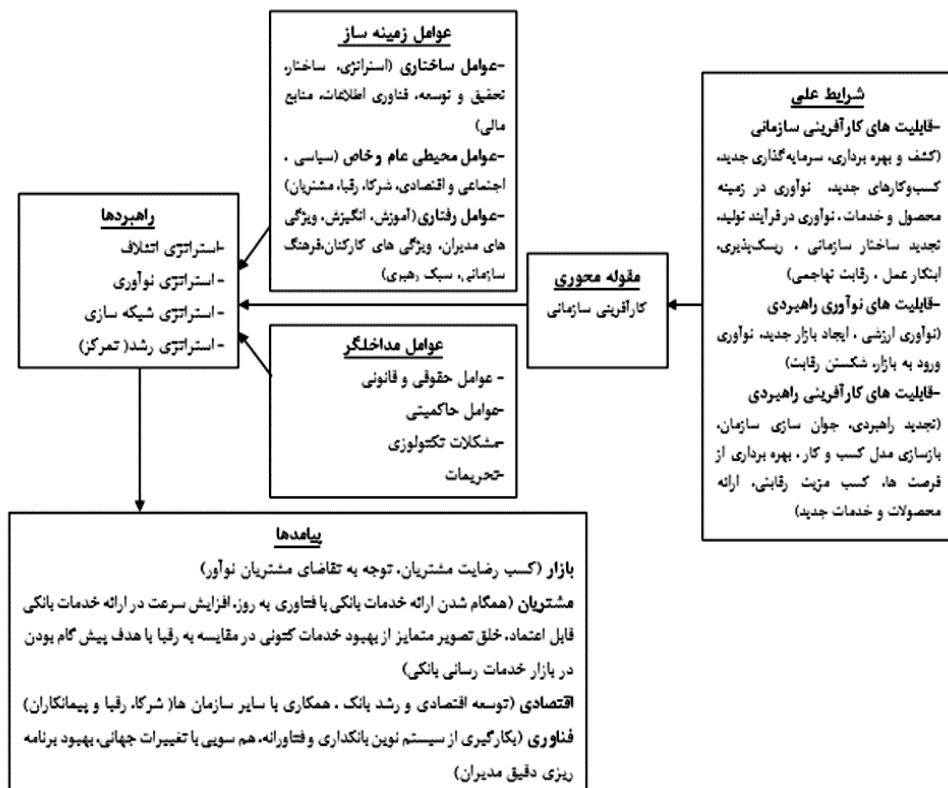 شرایط علی
-قابلیت های کارآفرینی سازمانی
(کشف و بهره برداری، سرمایه‌گذاری جدید،
کسب‌وکارهای جدید، نوآوری در زمینه
محصول و خدمات، نوآوری در فرآیند تولید،
تجدید ساختار سازمانی ، ریسک‌پذیری،
ابتکار عمل ، رقابت تهاجمی)
-قابلیت های نوآوری راهبردی
(نوآوری ارزشی ، ایجاد بازار جدید، نوآوری
ورود به بازار، شکستن رقابت)
-قابلیت های کارآفرینی راهبردی
(تجدید راهبردی، جوان سازی سازمان،
بازسازی مدل کسب و کار ، بهره برداری از
فرصت ها، کسب مزیت رقابتی، ارائه
محصولات و خدمات جدید)
مقوله محوری
کارآفرینی سازمانی
عوامل زمینه ساز
-عوامل ساختاری (استراتژی، ساختار،
تحقیق و توسعه، فناوری اطلاعات، منابع
مالی)
-عوامل محیطی عام و خاص (سیاسی ،
اجتماعی و اقتصادی، شرکا، رقبا، مشتریان)
-عوامل رفتاری(آموزش، انگیزش، ویژگی
های مدیران، ویژگی های کارکنان،فرهنگ
سازمانی، سبک رهبری)
عوامل مداخلگر
- عوامل حقوقی و قانونی
-عوامل حاکمیتی
-مشکلات تکنولوزی
-تحریمات
راهبردها
-استراتژی ائتلاف
- استراتژی نوآوری
- استراتژی شبکه سازی
- استراتژی رشد( تمرکز)
پیامدها
بازار (کسب رضایت مشتریان، توجه به تقاضای مشتریان نوآور)
مشتریان (همگام شدن ارائه خدمات بانکی با فناوری به روز، افزایش سرعت در ارائه خدمات بانکی
قابل اعتماد، خلق تصویر متمایز از بهبود خدمات کنونی در مقایسه به رقبا با هدف پیش گام بودن
در بازار خدمات رسانی بانکی)
اقتصادی (توسعه اقتصادی و رشد بانک ، همکاری با سایر سازمان ها( شرکا، رقبا و پیمانکاران)
فناوری (بکارگیری از سیستم نوین بانکداری و فناورانه، هم سویی با تغییرات جهانی، بهبود برنامه
ریزی دقیق مدیران)